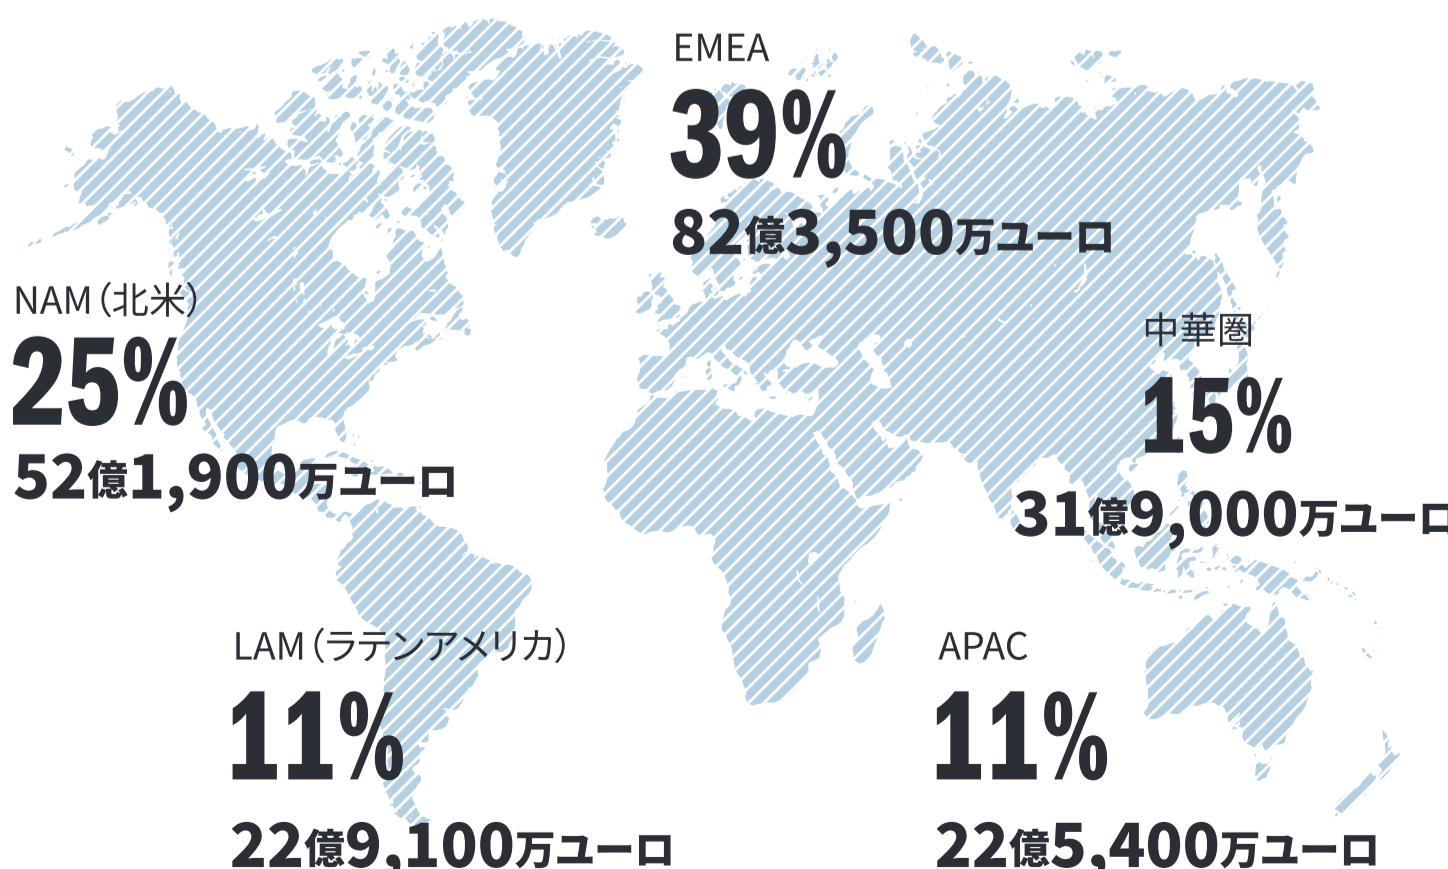 EMEA
39%
82億3,500万ユーロ
NAM（北米）
25%
52億1,900万ユーロ
中華圏
15%
31億9,000万ユーロ
LAM（ラテンアメリカ）
11%
22億9,100万ユーロ
APAC
11%
22億5,400万ユーロ